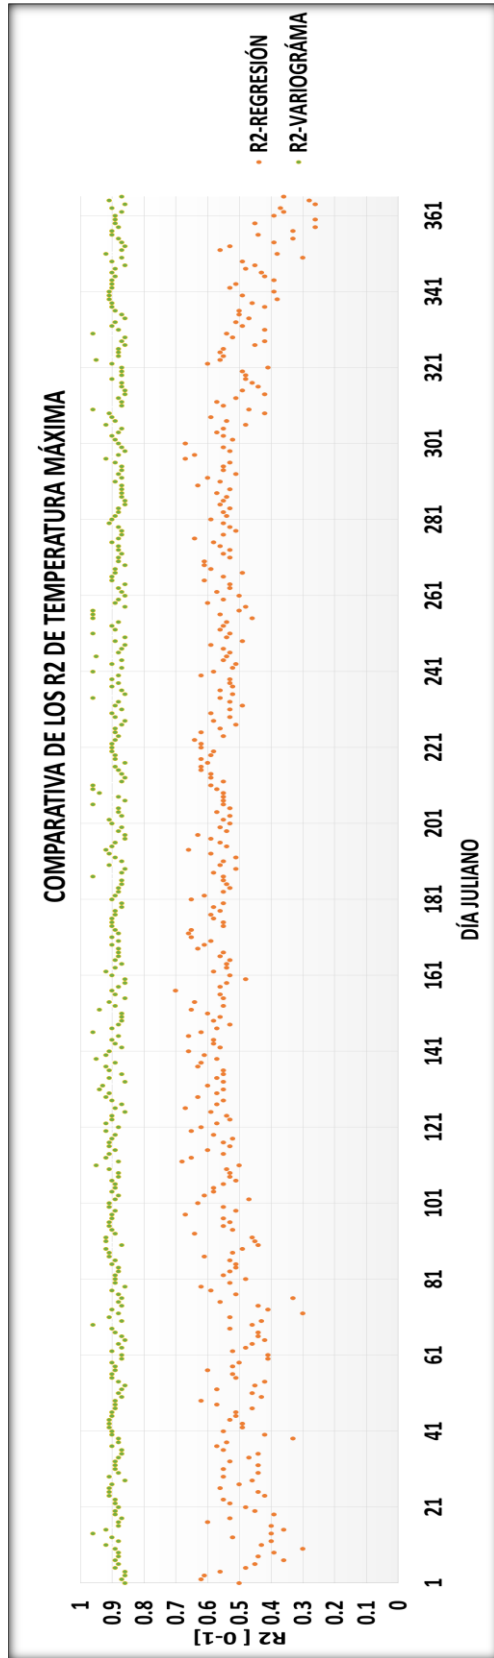 COMPARATIVA DE LOS R2 DE TEMPERATURA MÁXIMA
R2 [ 0-1]
1
0.9
0.8
0.7
0.6
0.5
0.4
0.3
0.2
0.1
0
1 21 41 61 81 101 121 141 161 181 201 221 241 261 281 301 321 341 361
DÍA JULIANO
R2-REGRESIÓN
R2-VARIOGRÁMA